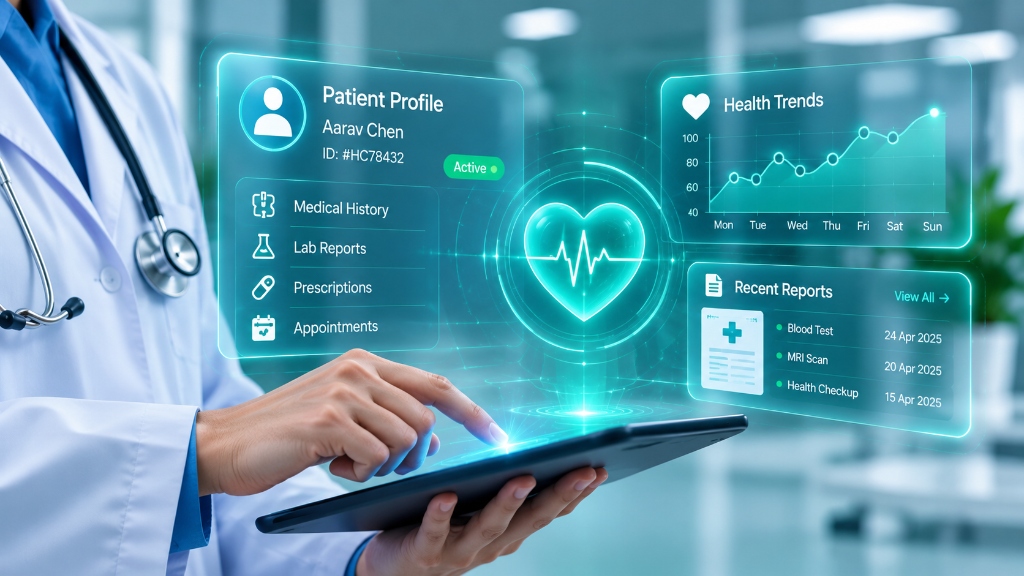 Patient Profile
Aarav Chen
ID: #HC78432
Active
Medical History
Lab Reports
Prescriptions
Appointments
Health Trends
100
80
60
40
Mon Tue Wed Thu Fri Sat Sun
Recent Reports
View All →
Blood Test 24 Apr 2025
MRI Scan 20 Apr 2025
Health Checkup 15 Apr 2025